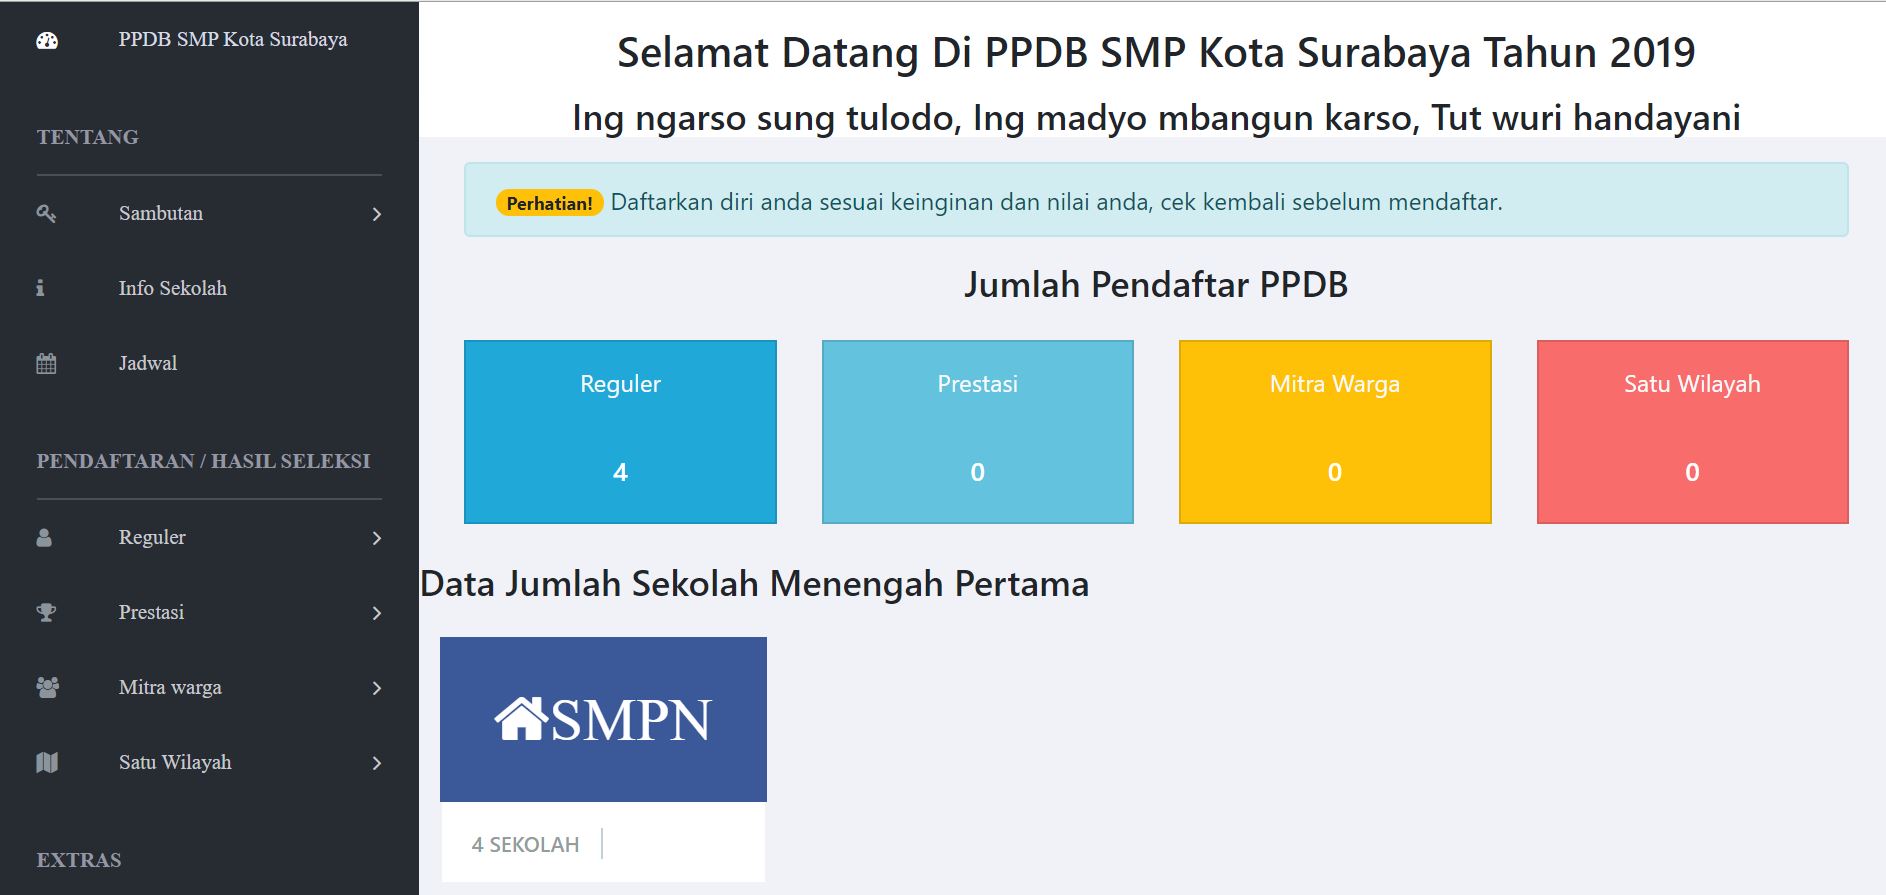 PPDB SMP Kota Surabaya
TENTANG
Sambutan
Info Sekolah
Jadwal
PENDAFTARAN / HASIL SELEKSI
Reguler
Prestasi
Mitra warga
Satu Wilayah
EXTRAS
Selamat Datang Di PPDB SMP Kota Surabaya Tahun 2019
Ing ngarso sung tulodo, Ing madyo mbangun karso, Tut wuri handayani
Perhatian! Daftarkan diri anda sesuai keinginan dan nilai anda, cek kembali sebelum mendaftar.
Jumlah Pendaftar PPDB
Reguler
4
Prestasi
0
Mitra Warga
0
Satu Wilayah
0
Data Jumlah Sekolah Menengah Pertama
SMPN
4 SEKOLAH